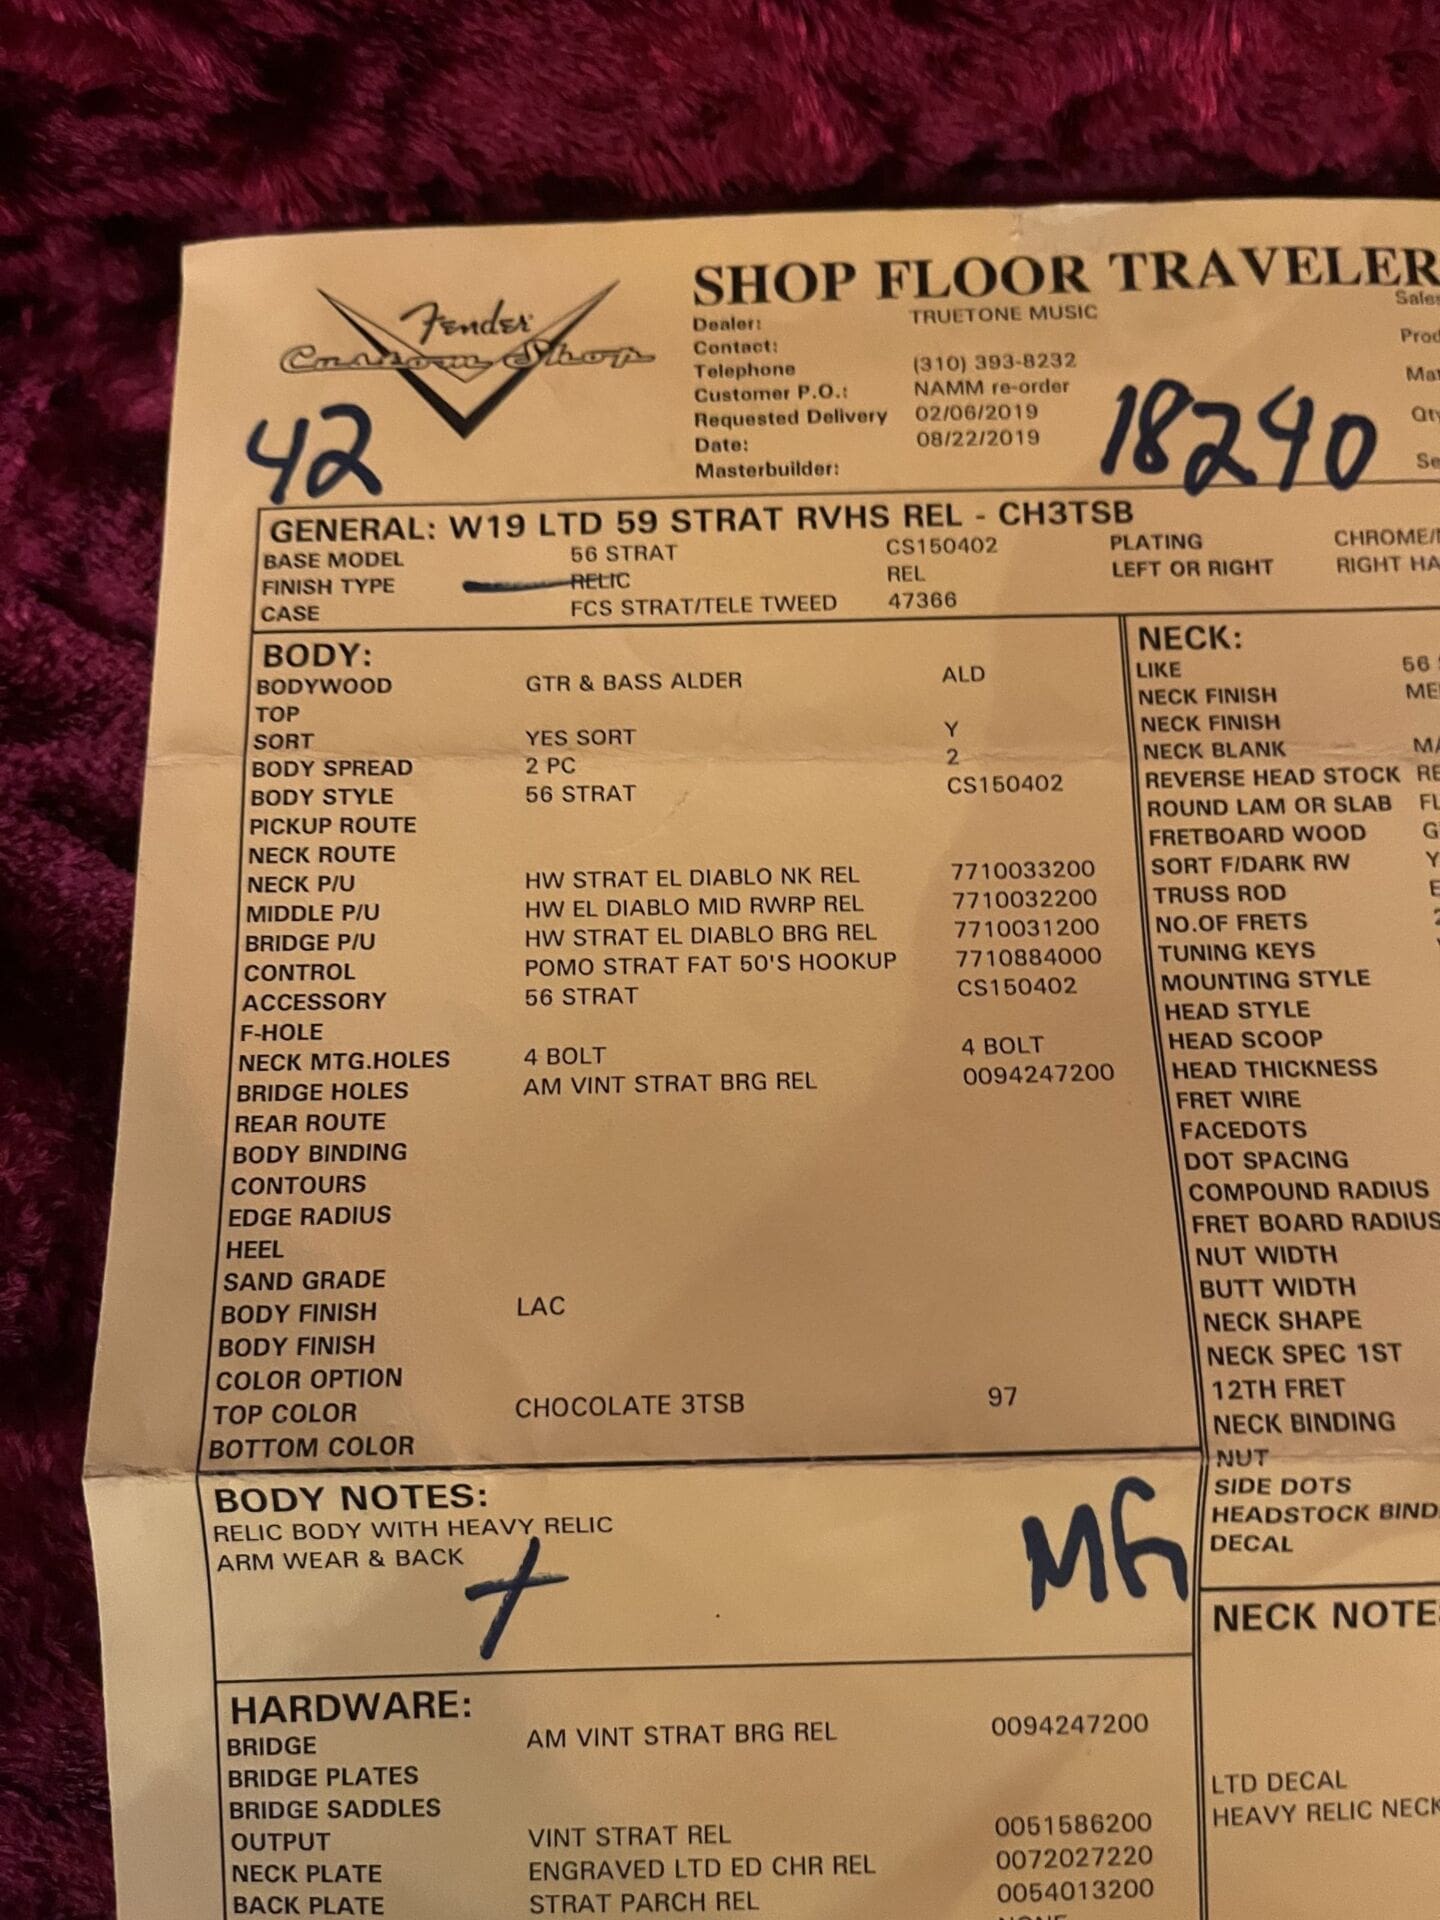 Fender
Custom Shop
SHOP FLOOR TRAVELER
Dealer: TRUETONE MUSIC
Contact:
Telephone (310) 393-8232
Customer P.O.: NAMM re-order
Requested Delivery 02/06/2019
Date: 08/22/2019
Masterbuilder:
42
18240
GENERAL: W19 LTD 59 STRAT RVHS REL - CH3TSB
BASE MODEL 56 STRAT CS150402 PLATING CHROME/
FINISH TYPE RELIC REL LEFT OR RIGHT RIGHT HA
CASE FCS STRAT/TELE TWEED 47366
BODY:
BODYWOOD GTR & BASS ALDER ALD
TOP
SORT YES SORT Y
BODY SPREAD 2 PC 2
BODY STYLE 56 STRAT CS150402
PICKUP ROUTE
NECK ROUTE
NECK P/U HW STRAT EL DIABLO NK REL 7710033200
MIDDLE P/U HW EL DIABLO MID RWRP REL 7710032200
BRIDGE P/U HW STRAT EL DIABLO BRG REL 7710031200
CONTROL POMO STRAT FAT 50'S HOOKUP 7710884000
ACCESSORY 56 STRAT CS150402
F-HOLE
NECK MTG.HOLES 4 BOLT 4 BOLT
BRIDGE HOLES AM VINT STRAT BRG REL 0094247200
REAR ROUTE
BODY BINDING
CONTOURS
EDGE RADIUS
HEEL
SAND GRADE
BODY FINISH LAC
BODY FINISH
COLOR OPTION
TOP COLOR CHOCOLATE 3TSB 97
BOTTOM COLOR
NECK:
LIKE 56
NECK FINISH
NECK FINISH
NECK BLANK
REVERSE HEAD STOCK
ROUND LAM OR SLAB
FRETBOARD WOOD
SORT F/DARK RW
TRUSS ROD
NO.OF FRETS
TUNING KEYS
MOUNTING STYLE
HEAD STYLE
HEAD SCOOP
HEAD THICKNESS
FRET WIRE
FACEDOTS
DOT SPACING
COMPOUND RADIUS
FRET BOARD RADIUS
NUT WIDTH
BUTT WIDTH
NECK SHAPE
NECK SPEC 1ST
12TH FRET
NECK BINDING
NUT
SIDE DOTS
HEADSTOCK BIND
DECAL
BODY NOTES:
RELIC BODY WITH HEAVY RELIC
ARM WEAR & BACK
MG
NECK NOTE
LTD DECAL
HEAVY RELIC NECK
HARDWARE:
BRIDGE AM VINT STRAT BRG REL 0094247200
BRIDGE PLATES
BRIDGE SADDLES
OUTPUT VINT STRAT REL 0051586200
NECK PLATE ENGRAVED LTD ED CHR REL 0072027220
BACK PLATE STRAT PARCH REL 0054013200